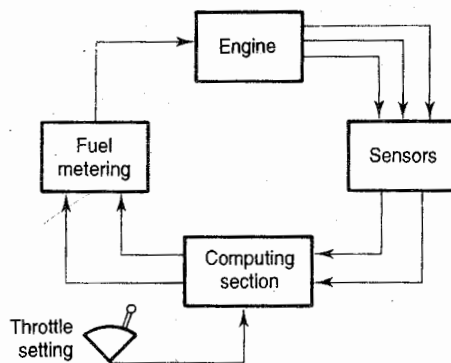 Engine
Fuel
metering
Sensors
Computing
section
Throttle
setting